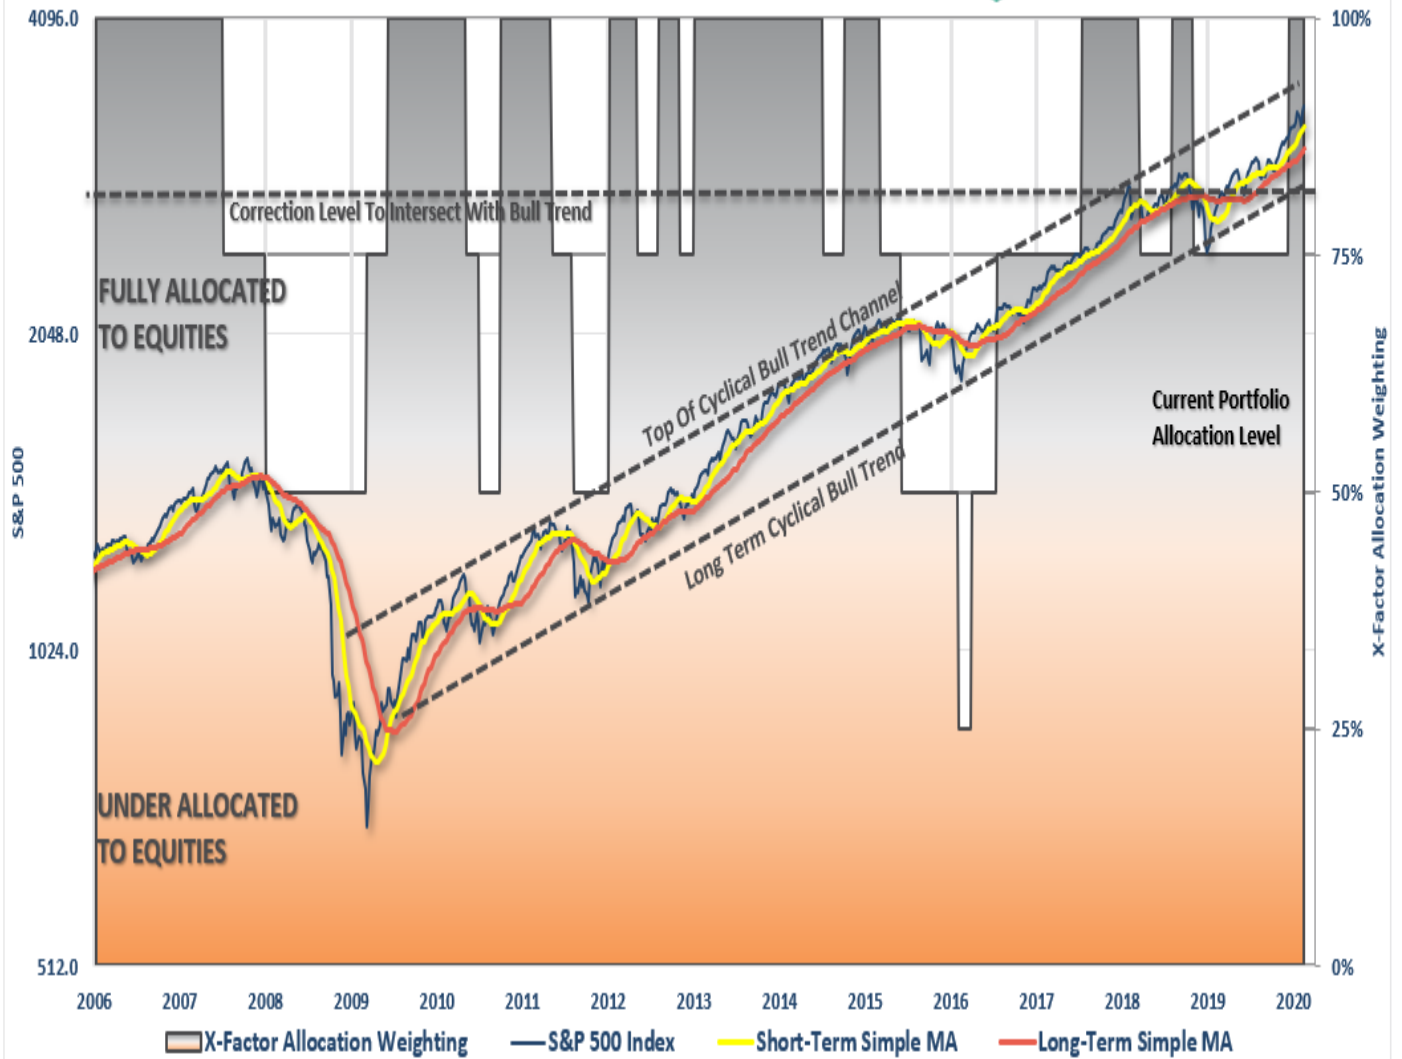 4096.0
100%
Correction Level To Intersect With Bull Trend
75%
FULLY ALLOCATED
TO EQUITIES
2048.0
Top Of Cyclical Bull Trend Channel
Current Portfolio
Allocation Level
Long Term Cyclical Bull Trend
S&P 500
X-Factor Allocation Weighting
50%
1024.0
25%
UNDER ALLOCATED
TO EQUITIES
512.0
0%
2006 2007 2008 2009 2010 2011 2012 2013 2014 2015 2016 2017 2018 2019 2020
X-Factor Allocation Weighting S&P 500 Index Short-Term Simple MA Long-Term Simple MA